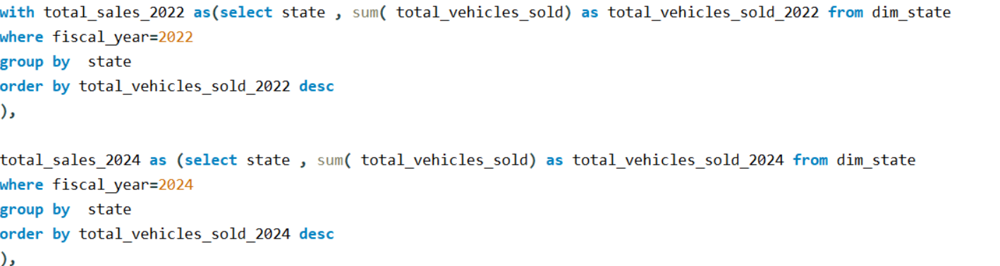 with total_sales_2022 as(select state , sum( total_vehicles_sold) as total_vehicles_sold_2022 from dim_state
where fiscal_year=2022
group by  state
order by total_vehicles_sold_2022 desc
),
total_sales_2024 as (select state , sum( total_vehicles_sold) as total_vehicles_sold_2024 from dim_state
where fiscal_year=2024
group by  state
order by total_vehicles_sold_2024 desc
),